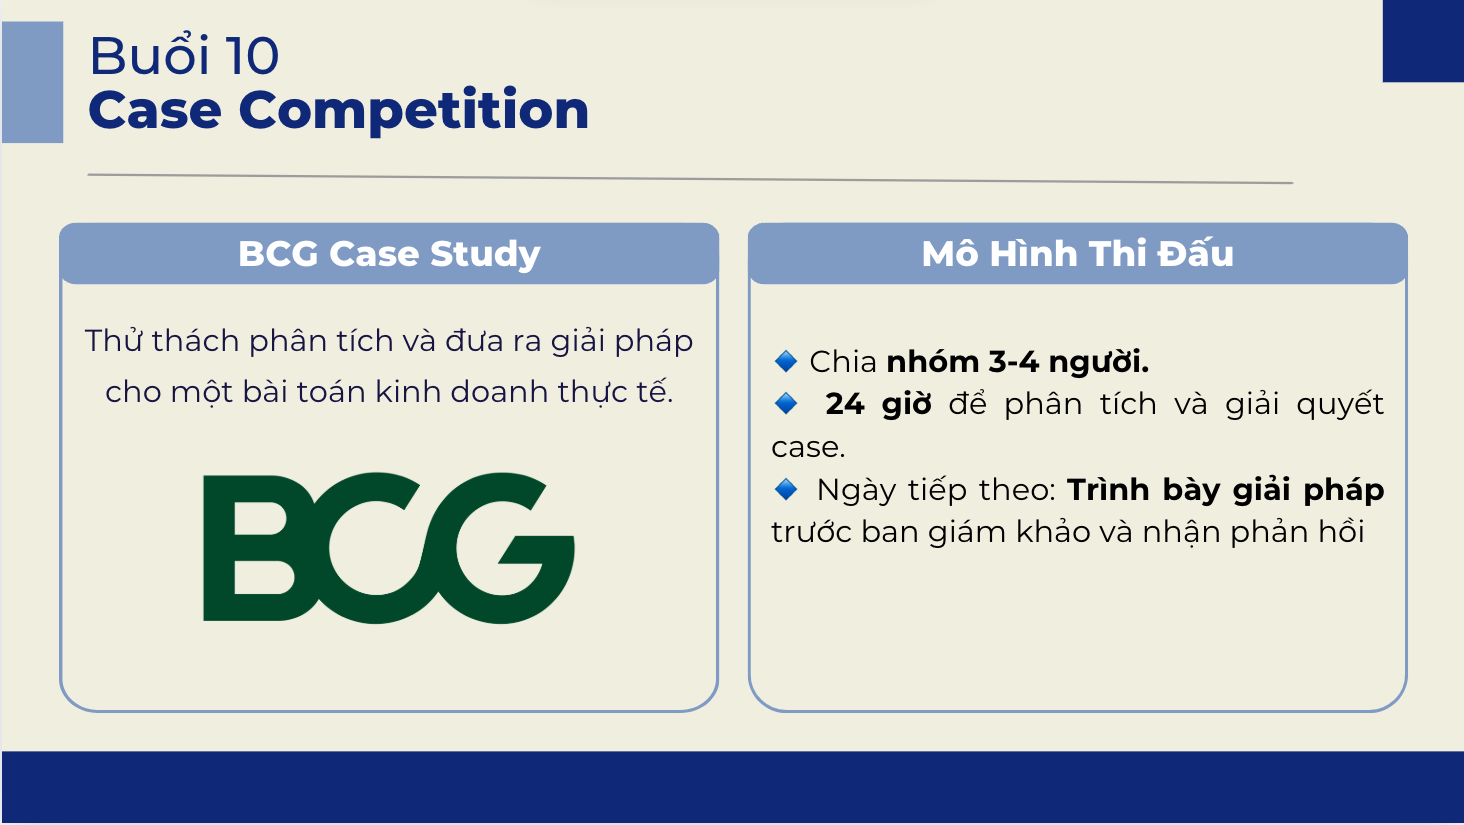 Buổi 10
Case Competition
BCG Case Study
Thử thách phân tích và đưa ra giải pháp
cho một bài toán kinh doanh thực tế.
BCG
Mô Hình Thi Đấu
🔹 Chia nhóm 3-4 người.
🔹 24 giờ để phân tích và giải quyết
case.
🔹 Ngày tiếp theo: Trình bày giải pháp
trước ban giám khảo và nhận phản hồi